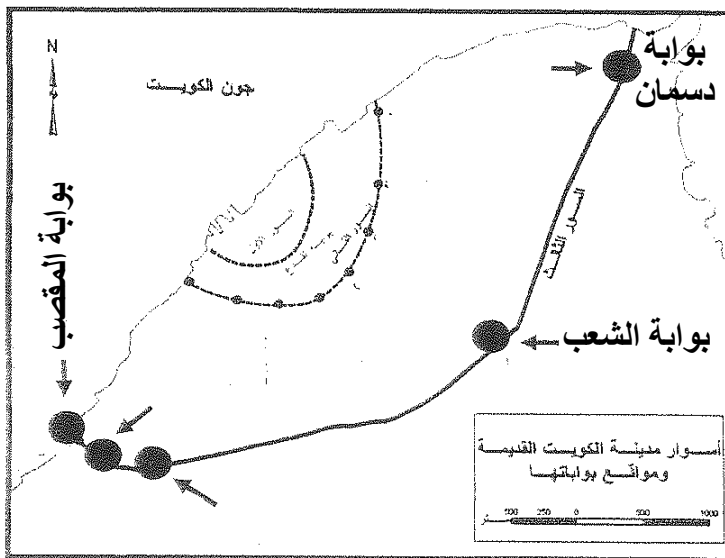 N
جون الكويت
بوابة
دسمان
بوابة المقصب
السور الثالث
بوابة الشعب
أسوار مدينة الكويت القديمة
ومواقع بواباتها
500 250 0 500 1000
متر